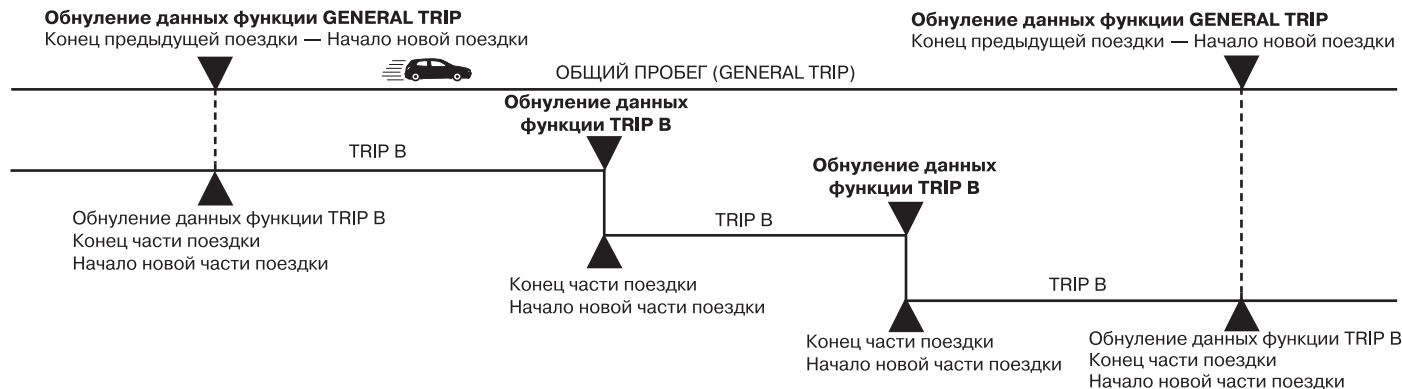 Обнуление данных функции GENERAL TRIP
Конец предыдущей поездки — Начало новой поездки
Обнуление данных функции GENERAL TRIP
Конец предыдущей поездки — Начало новой поездки
ОБЩИЙ ПРОБЕГ (GENERAL TRIP)
Обнуление данных
функции TRIP B
TRIP B
Обнуление данных
функции TRIP B
Обнуление данных функции TRIP B
Конец части поездки
Начало новой части поездки
TRIP B
Конец части поездки
Начало новой части поездки
TRIP B
Конец части поездки
Начало новой части поездки
Обнуление данных функции TRIP B
Конец части поездки
Начало новой части поездки